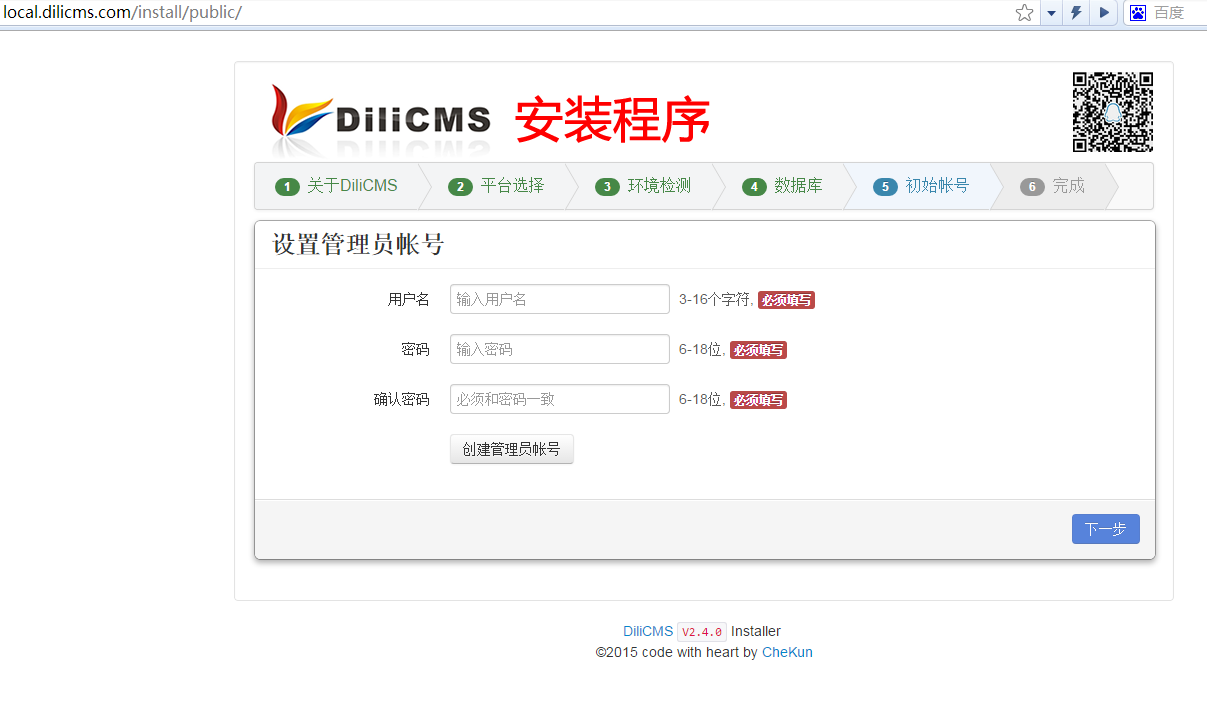 local.dilicms.com/install/public/ 百度
DiliCMS 安装程序
1 关于DiliCMS 2 平台选择 3 环境检测 4 数据库 5 初始帐号 6 完成
设置管理员帐号
用户名 输入用户名 3-16个字符, 必须填写
密码 输入密码 6-18位, 必须填写
确认密码 必须和密码一致 6-18位, 必须填写
创建管理员帐号
下一步
DiliCMS V2.4.0 Installer
©2015 code with heart by CheKun